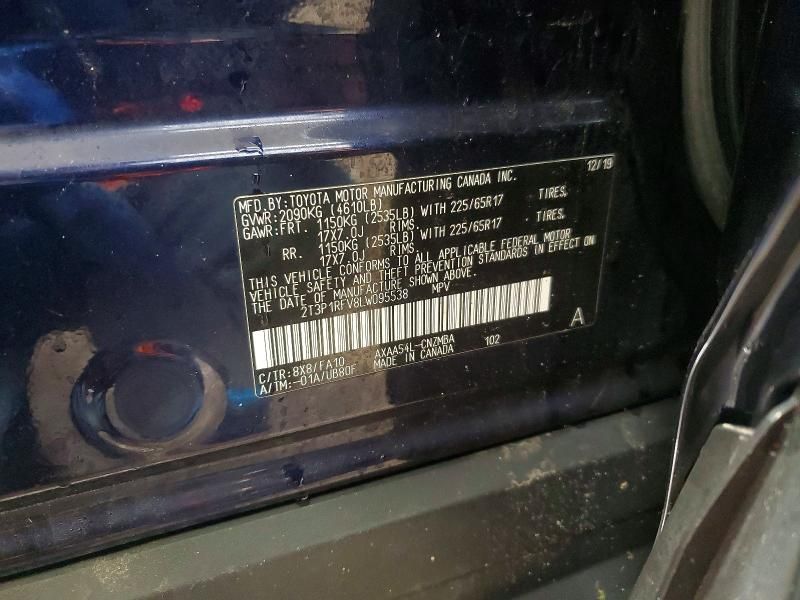 12/19
MFD.BY:TOYOTA MOTOR MANUFACTURING CANADA INC.
GVWR:2090KG (4610LB)
GAWR:FRT. 1150KG (2535LB) WITH 225/65R17 TIRES,
17X7.0J RIMS.
RR. 1150KG (2535LB) WITH 225/65R17 TIRES,
17X7.0J RIMS.
THIS VEHICLE CONFORMS TO ALL APPLICABLE FEDERAL MOTOR
VEHICLE SAFETY AND THEFT PREVENTION STANDARDS IN EFFECT ON
THE DATE OF MANUFACTURE SHOWN ABOVE.
2T3P1RFV8LW095538 MPV
A
C/TR:8X8/FA10 AXAA54L-CNZMBA 102
A/TM:-01A/UB80F MADE IN CANADA